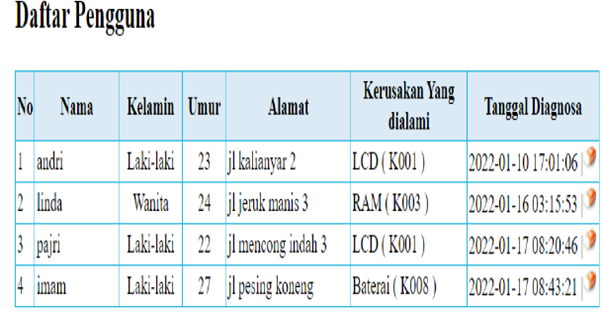 Daftar Pengguna
No Nama Kelamin Umur Alamat Kerusakan Yang dialami Tanggal Diagnosa
1 andri Laki-laki 23 jl kalianyar 2 LCD ( K001 ) 2022-01-10 17:01:06 |
2 linda Wanita 24 jl jeruk manis 3 RAM ( K003 ) 2022-01-16 03:15:53 |
3 pajri Laki-laki 22 jl mencong indah 3 LCD ( K001 ) 2022-01-17 08:20:46 |
4 imam Laki-laki 27 jl pesing koneng Baterai ( K008 ) 2022-01-17 08:43:21 |